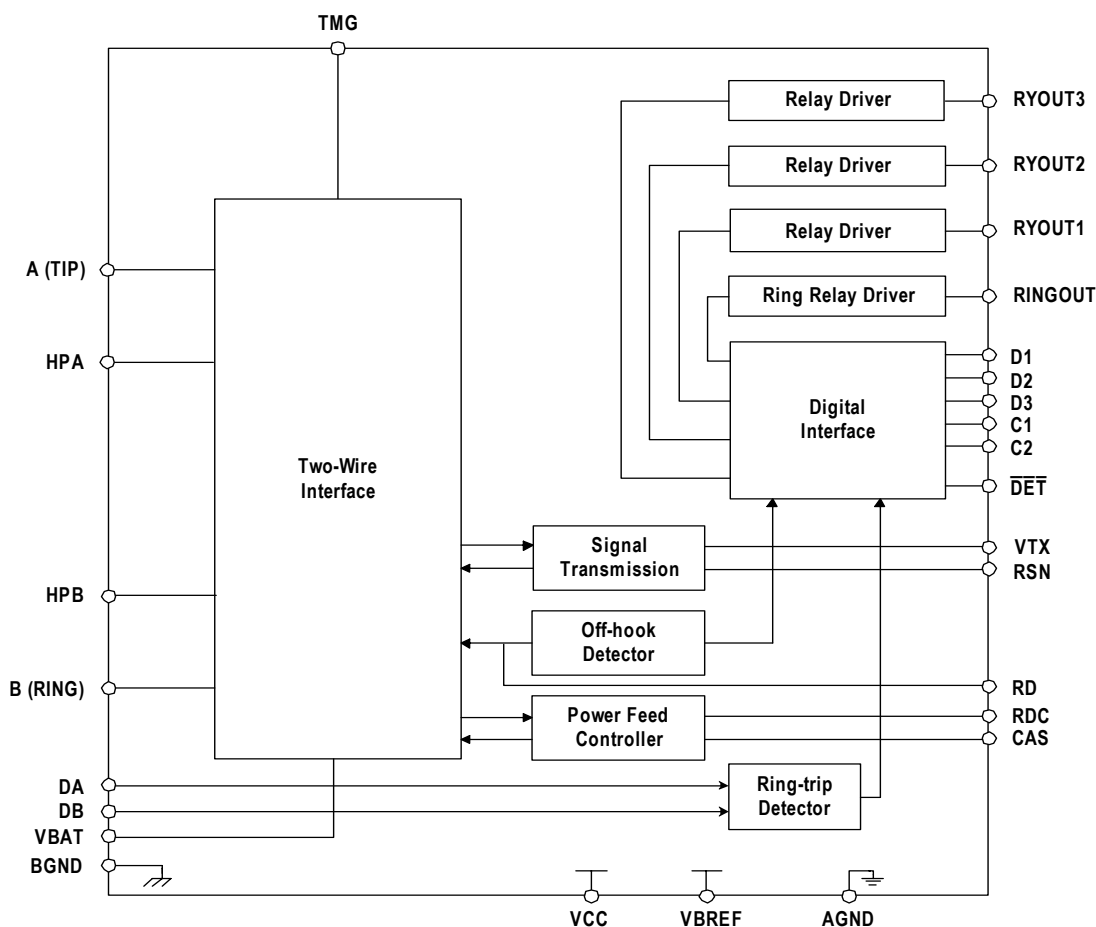 TMG
Relay Driver
RYOUT3
Relay Driver
RYOUT2
Relay Driver
RYOUT1
A (TIP)
Ring Relay Driver
RINGOUT
HPA
D1
D2
D3
C1
C2
D̅E̅T̅
Digital
Interface
Two-Wire
Interface
Signal
Transmission
VTX
RSN
HPB
Off-hook
Detector
B (RING)
RD
Power Feed
Controller
RDC
CAS
DA
DB
VBAT
BGND
Ring-trip
Detector
VCC
VBREF
AGND